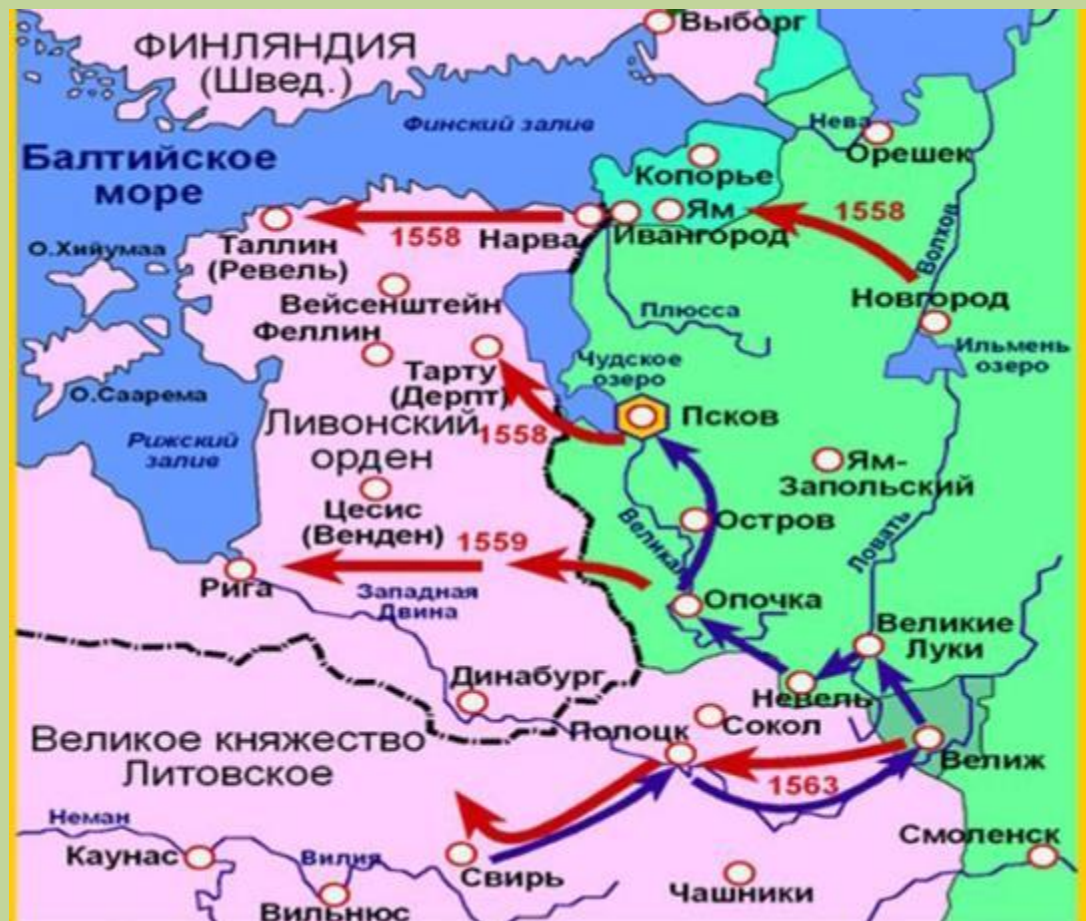 Выборг
ФИНЛЯНДИЯ
(Швед.)
Финский залив
Нева
Орешек
Балтийское
море
Копорье
Ям
1558
Волхов
О.Хийумаа
Таллин
(Ревель)
1558
Нарва
Ивангород
Новгород
Вейсенштейн
Плюсса
Феллин
Чудское
озеро
Ильмень
озеро
Тарту
(Дерпт)
О.Саарема
Псков
Ливонский
орден
1558
Рижский
залив
Ям-
Запольский
Цесис
(Венден)
1559
Остров
Великая
Ловать
Рига
Западная
Двина
Опочка
Великие
Луки
Динабург
Невель
Полоцк
Сокол
Великое княжество
Литовское
Велиж
1563
Неман
Смоленск
Каунас
Вилия
Свирь
Чашники
Вильнюс